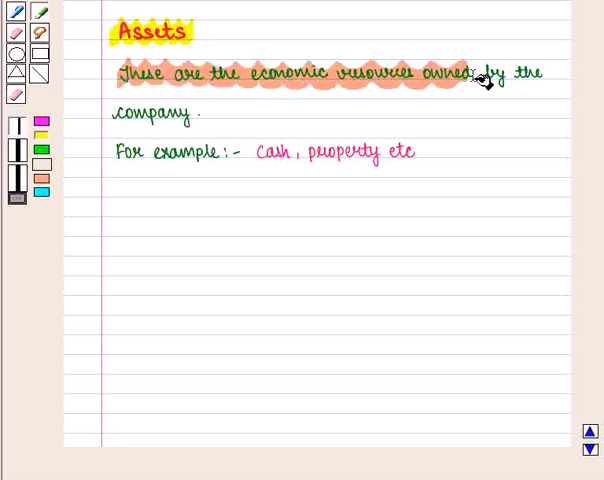 Assets
These are the economic resources owned by the
company.
For example:- Cash, property etc